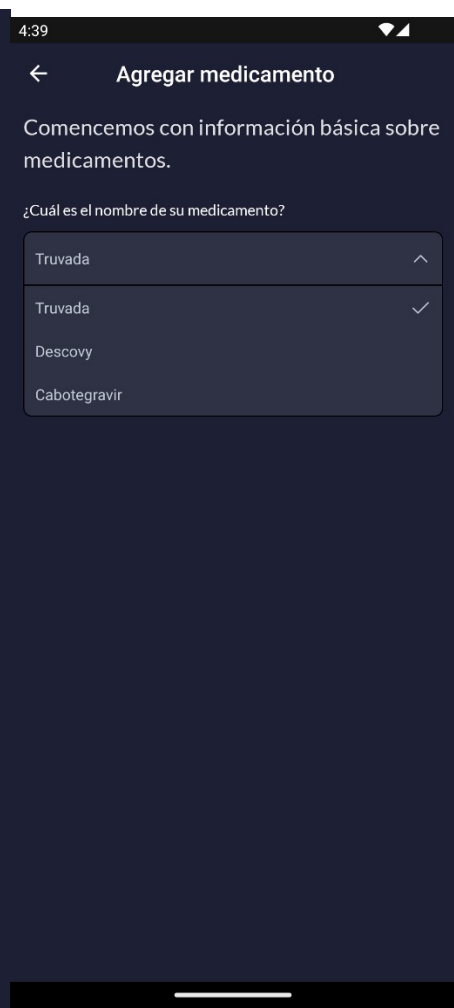 4:39
Agregar medicamento
Comencemos con información básica sobre
medicamentos.
¿Cuál es el nombre de su medicamento?
Truvada
Truvada
Descovy
Cabotegravir